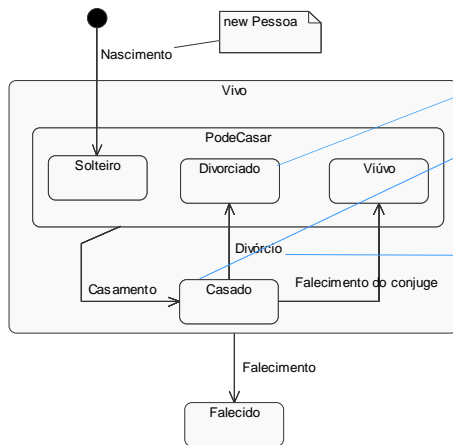 new Pessoa
Nascimento
Vivo
PodeCasar
Solteiro
Divorciado
Viúvo
Divórcio
Casamento
Casado
Falecimento do conjuge
Falecimento
Falecido